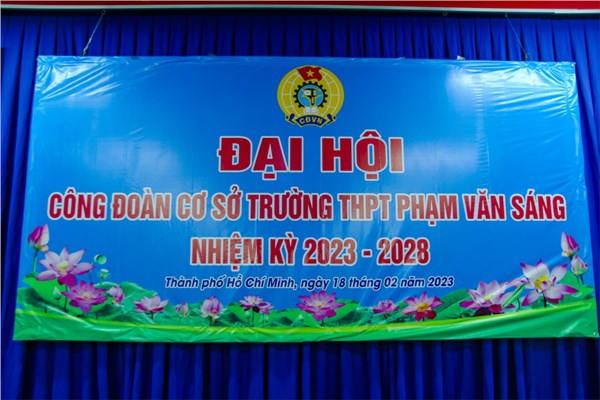 CĐVN
ĐẠI HỘI
CÔNG ĐOÀN CƠ SỞ TRƯỜNG THPT PHẠM VĂN SÁNG
NHIỆM KỲ 2023 - 2028
Thành phố Hồ Chí Minh, ngày 18 tháng 02 năm 2023